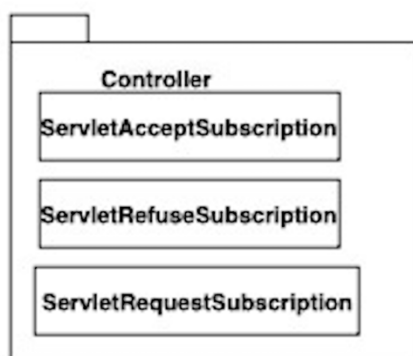 Controller
ServletAcceptSubscription
ServletRefuseSubscription
ServletRequestSubscription